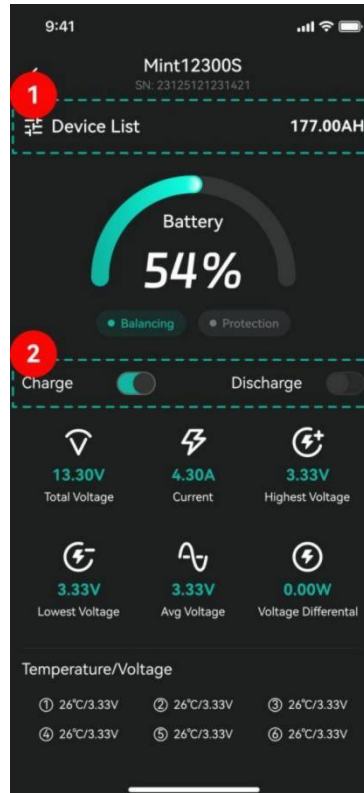 9:41
Mint12300S
SN: 23125121231421
1
Device List 177.00AH
Battery
54%
Balancing Protection
2
Charge Discharge
13.30V 4.30A 3.33V
Total Voltage Current Highest Voltage
3.33V 3.33V 0.00W
Lowest Voltage Avg Voltage Voltage Differental
Temperature/Voltage
① 26℃/3.33V ② 26℃/3.33V ③ 26℃/3.33V
④ 26℃/3.33V ⑤ 26℃/3.33V ⑥ 26℃/3.33V